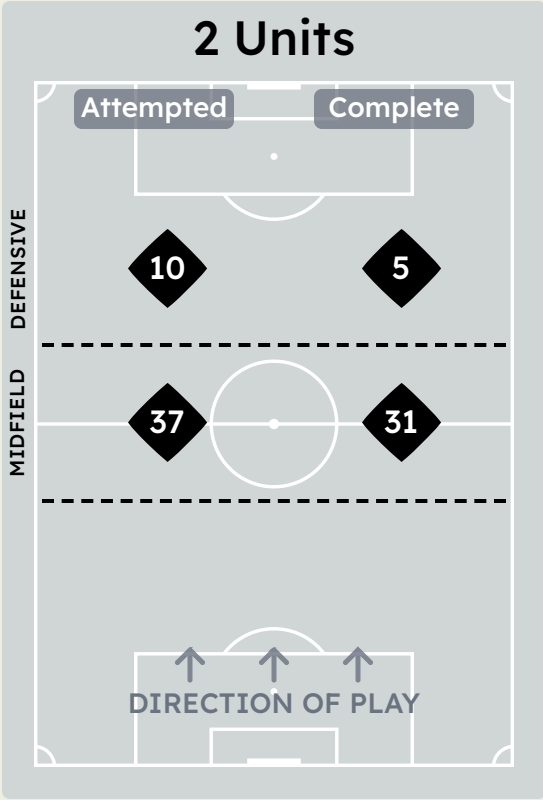 2 Units
Attempted Complete
DEFENSIVE
10 5
MIDFIELD
37 31
DIRECTION OF PLAY